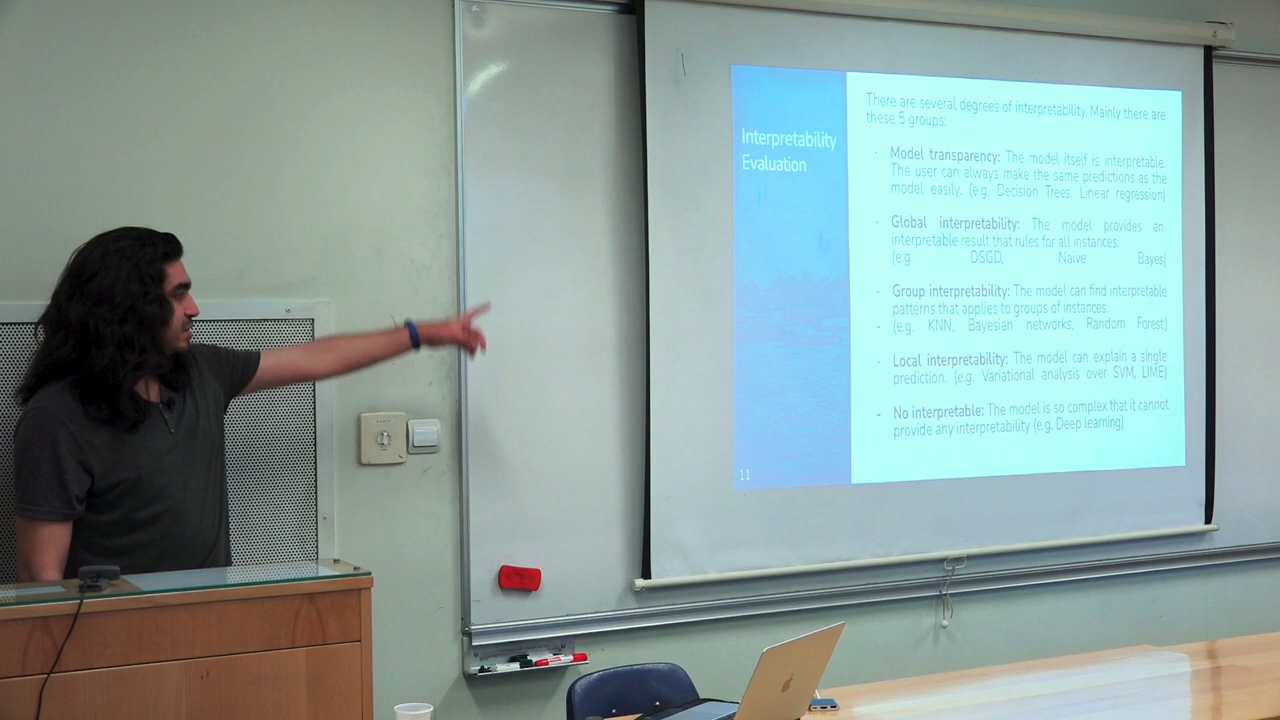 Interpretability
Evaluation
There are several degrees of interpretability. Mainly there are
these 5 groups:
- Model transparency: The model itself is interpretable.
The user can always make the same predictions as the
model easily. (e.g. Decision Trees, Linear regression)
- Global interpretability: The model provides an
interpretable result that rules for all instances.
(e.g. DSGD, Naive Bayes)
- Group interpretability: The model can find interpretable
patterns that applies to groups of instances.
- (e.g. KNN, Bayesian networks, Random Forest)
- Local interpretability: The model can explain a single
prediction. (e.g. Variational analysis over SVM, LIME)
- No interpretable: The model is so complex that it cannot
provide any interpretability (e.g. Deep learning)
11